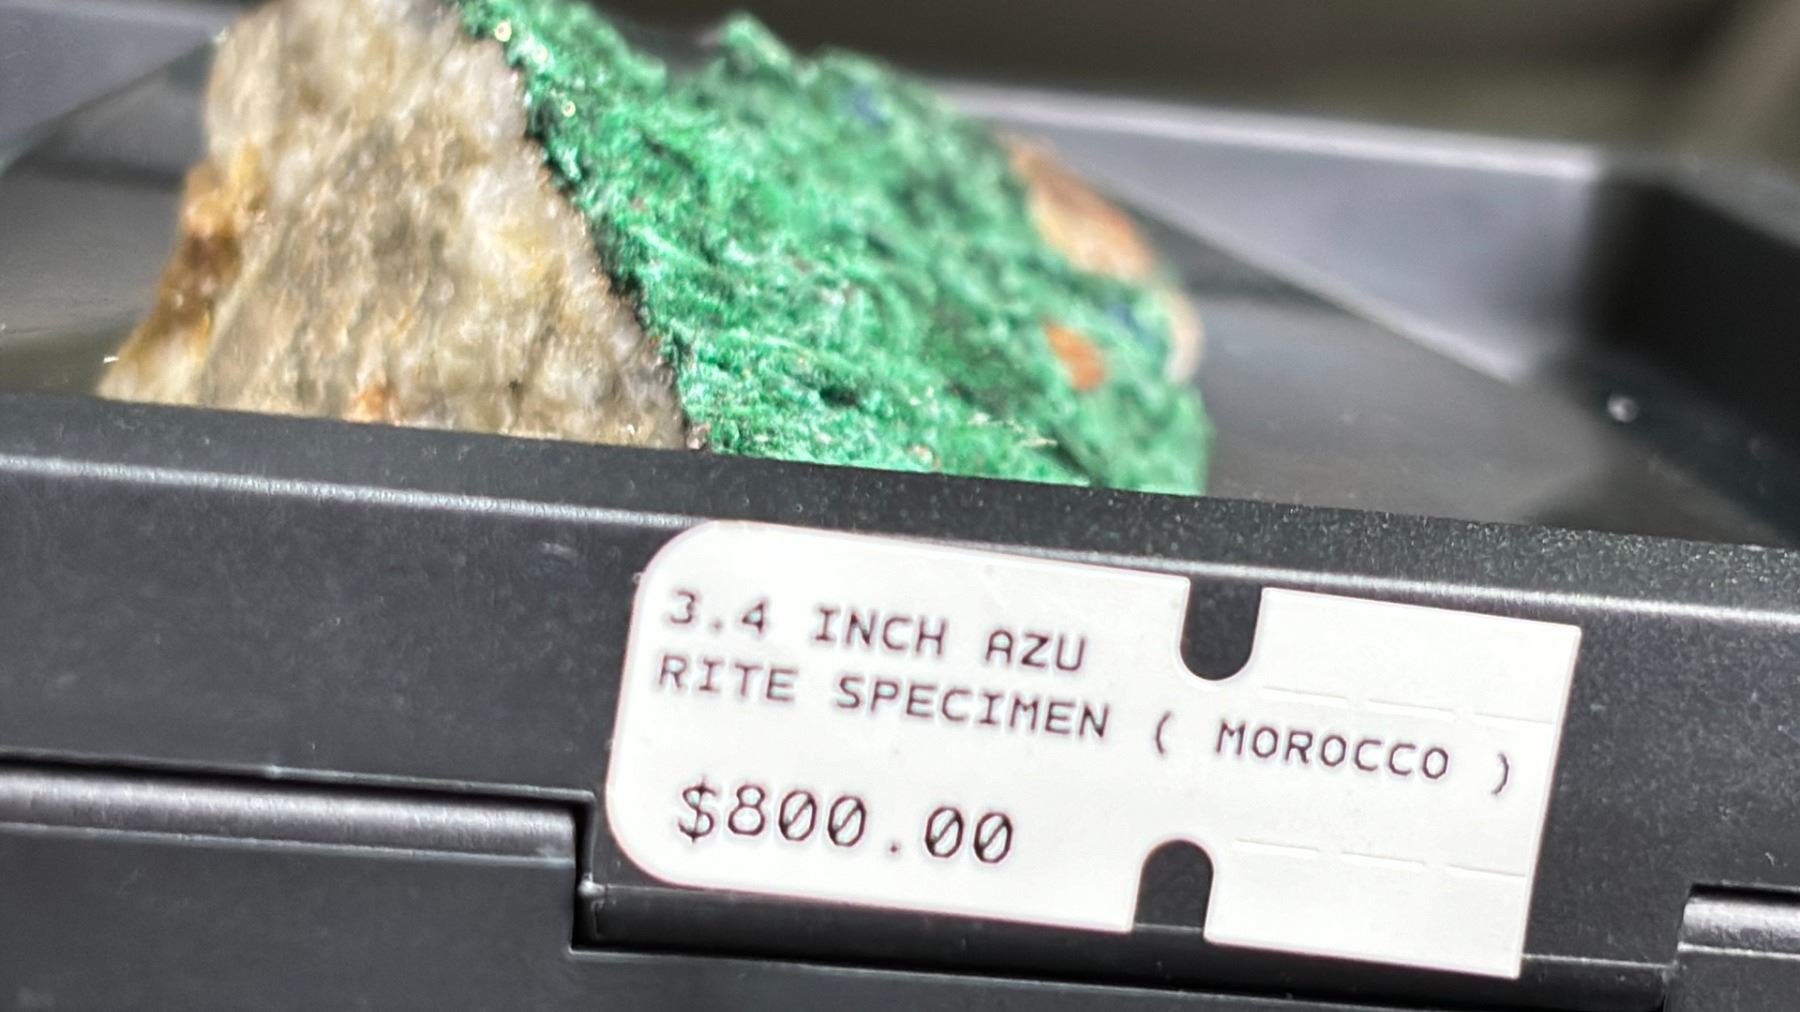 3.4 INCH AZU
RITE SPECIMEN ( MOROCCO )
$800.00